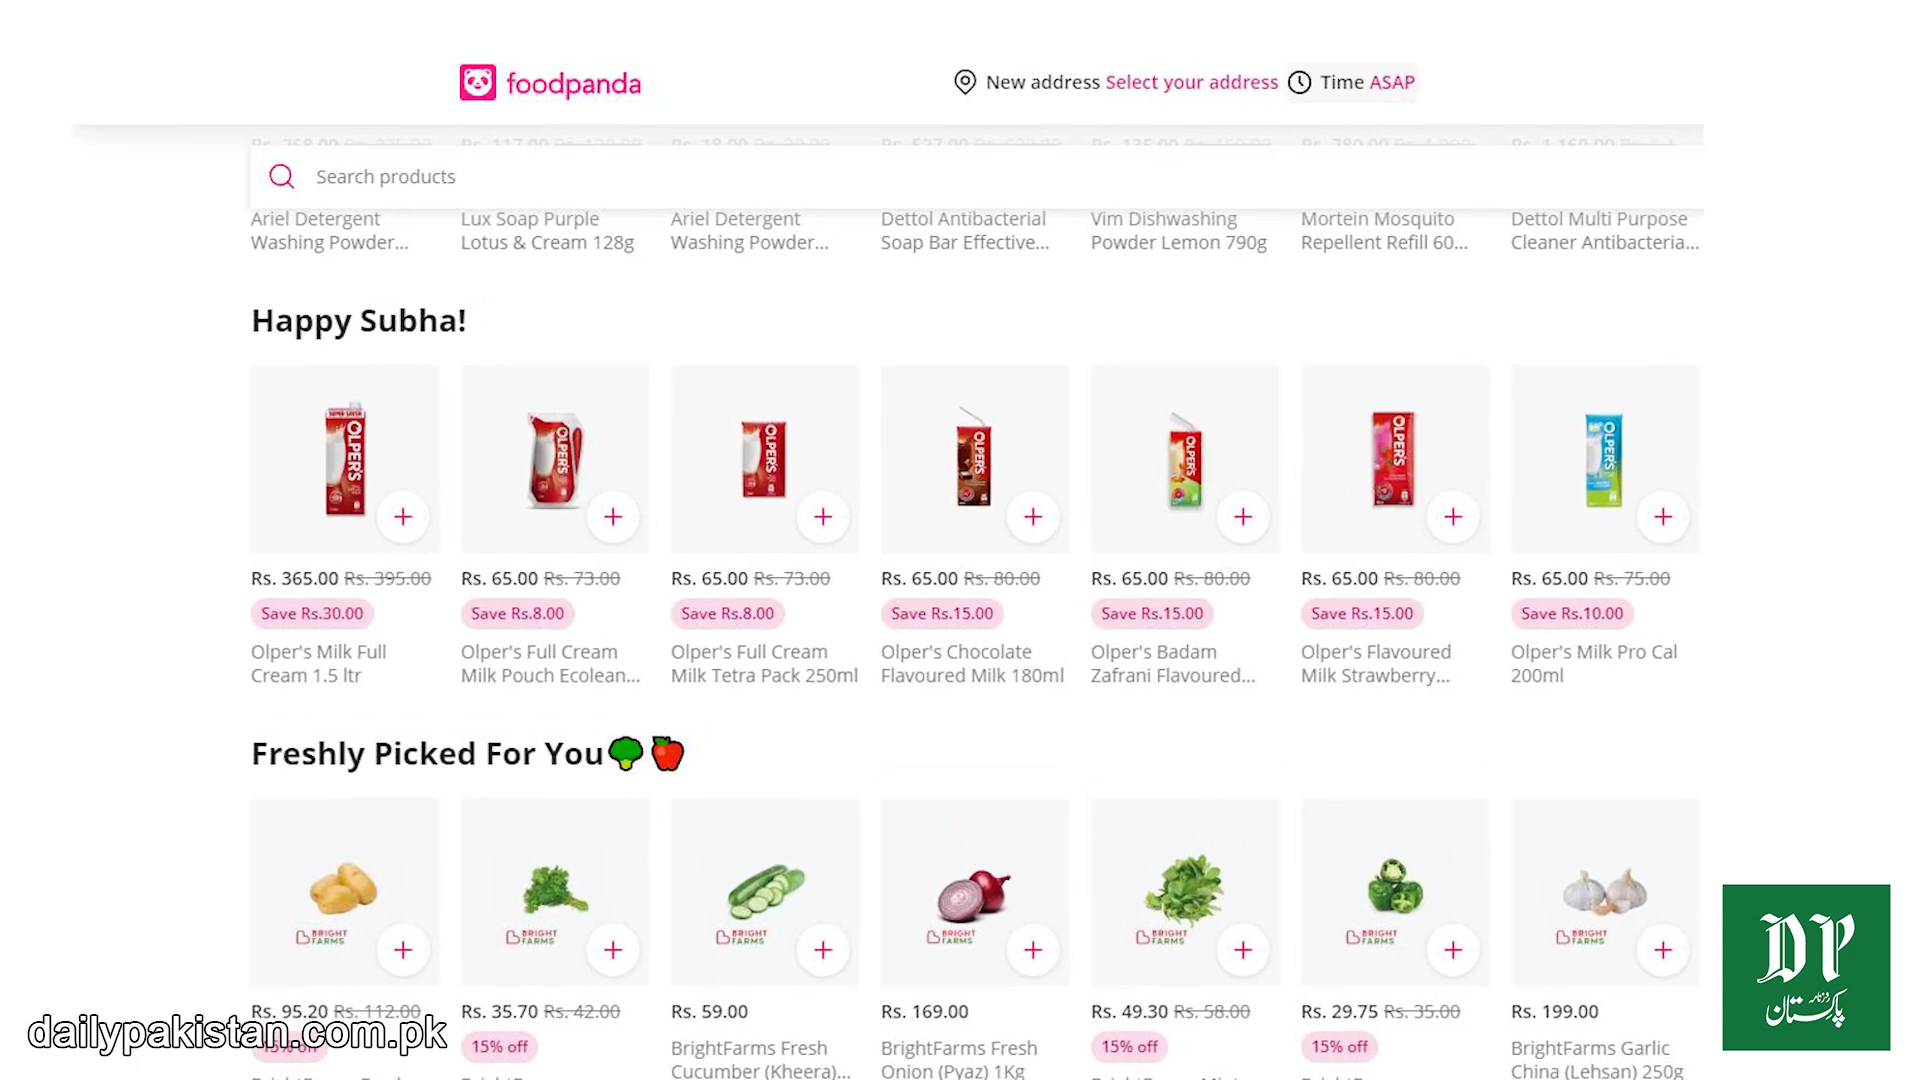 foodpanda
New address Select your address Time ASAP
Search products
Ariel Detergent Washing Powder...
Lux Soap Purple Lotus & Cream 128g
Ariel Detergent Washing Powder...
Dettol Antibacterial Soap Bar Effective...
Vim Dishwashing Powder Lemon 790g
Mortein Mosquito Repellent Refill 60...
Dettol Multi Purpose Cleaner Antibacteria...
Happy Subha!
OLPER'S OLPER'S OLPER'S OLPER'S OLPER'S OLPER'S OLPER'S
Rs. 365.00 Rs. 395.00
Save Rs.30.00
Olper's Milk Full
Cream 1.5 ltr
Rs. 65.00 Rs. 73.00
Save Rs.8.00
Olper's Full Cream
Milk Pouch Ecolean...
Rs. 65.00 Rs. 73.00
Save Rs.8.00
Olper's Full Cream
Milk Tetra Pack 250ml
Rs. 65.00 Rs. 80.00
Save Rs.15.00
Olper's Chocolate
Flavoured Milk 180ml
Rs. 65.00 Rs. 80.00
Save Rs.15.00
Olper's Badam
Zafrani Flavoured...
Rs. 65.00 Rs. 80.00
Save Rs.15.00
Olper's Flavoured
Milk Strawberry...
Rs. 65.00 Rs. 75.00
Save Rs.10.00
Olper's Milk Pro Cal
200ml
Freshly Picked For You
BRIGHT FARMS BRIGHT FARMS BRIGHT FARMS BRIGHT FARMS BRIGHT FARMS BRIGHT FARMS BRIGHT FARMS
Rs. 95.20 Rs. 112.00
15% off
Rs. 35.70 Rs. 42.00
15% off
Rs. 59.00
BrightFarms Fresh
Cucumber (Kheera)...
Rs. 169.00
BrightFarms Fresh
Onion (Pyaz) 1Kg
Rs. 49.30 Rs. 58.00
15% off
Rs. 29.75 Rs. 35.00
15% off
Rs. 199.00
BrightFarms Garlic
China (Lehsan) 250g
dailypakistan.com.pk
DP
روزنامہ
پاکستان